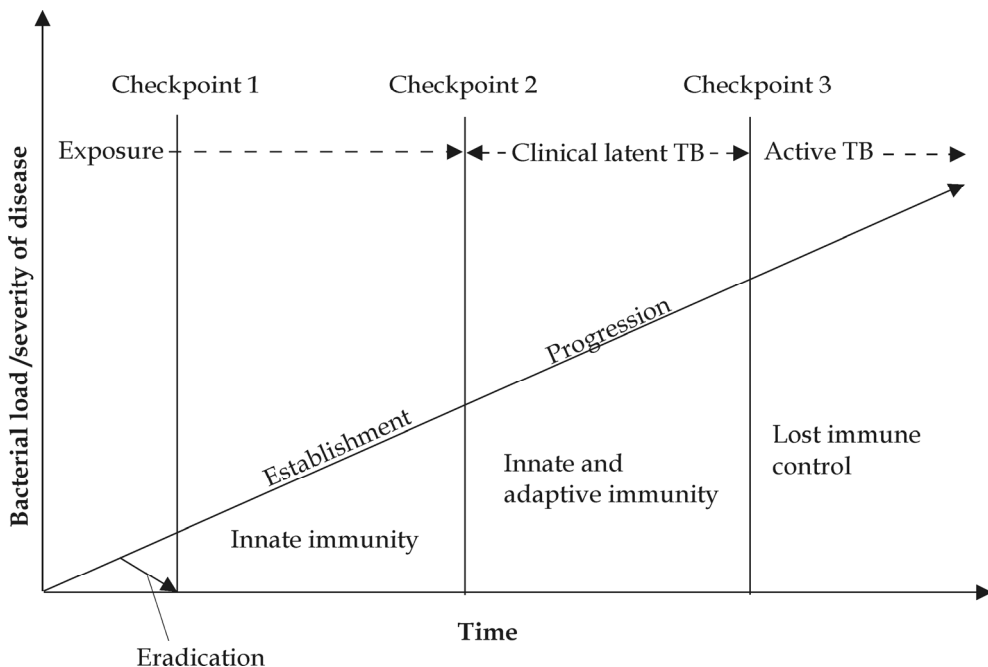 Checkpoint 1
Checkpoint 2
Checkpoint 3
Exposure
Clinical latent TB
Active TB
Bacterial load/severity of disease
Progression
Establishment
Lost immune
control
Innate and
adaptive immunity
Innate immunity
Time
Eradication